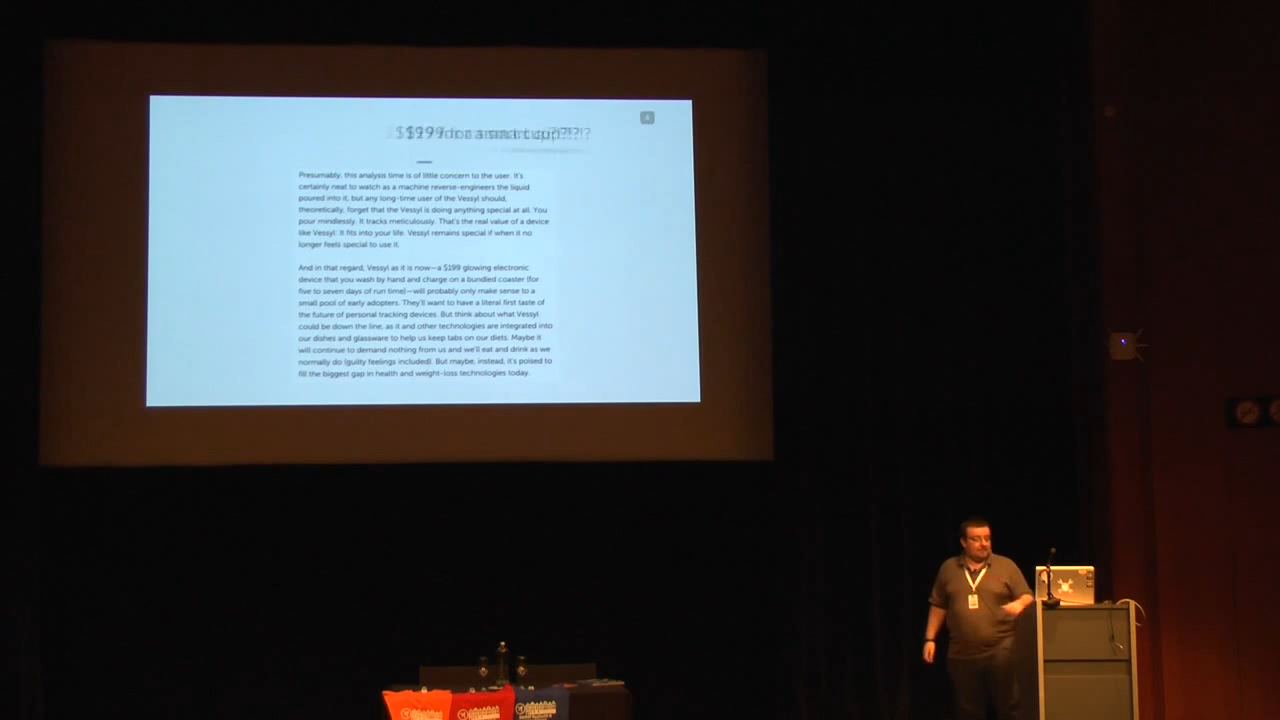 $199 for a smart cup?!?!?
Presumably, this analysis time is of little concern to the user. It's
certainly neat to watch as a machine reverse-engineers the liquid
poured into it, but any long-time user of the Vessyl should,
theoretically, forget that the Vessyl is doing anything special at all. You
pour mindlessly. It tracks meticulously. That's the real value of a device
like Vessyl: It fits into your life. Vessyl remains special if when it no
longer feels special to use it.
And in that regard, Vessyl as it is now—a $199 glowing electronic
device that you wash by hand and charge on a bundled coaster (for
five to seven days of run time)—will probably only make sense to a
small pool of early adopters. They'll want to have a literal first taste of
the future of personal tracking devices. But think about what Vessyl
could be down the line, as it and other technologies are integrated into
our dishes and glassware to help us keep tabs on our diets. Maybe it
will continue to demand nothing from us and we'll eat and drink as we
normally do (guilty feelings included). But maybe, instead, it's poised to
fill the biggest gap in health and weight-loss technologies today.